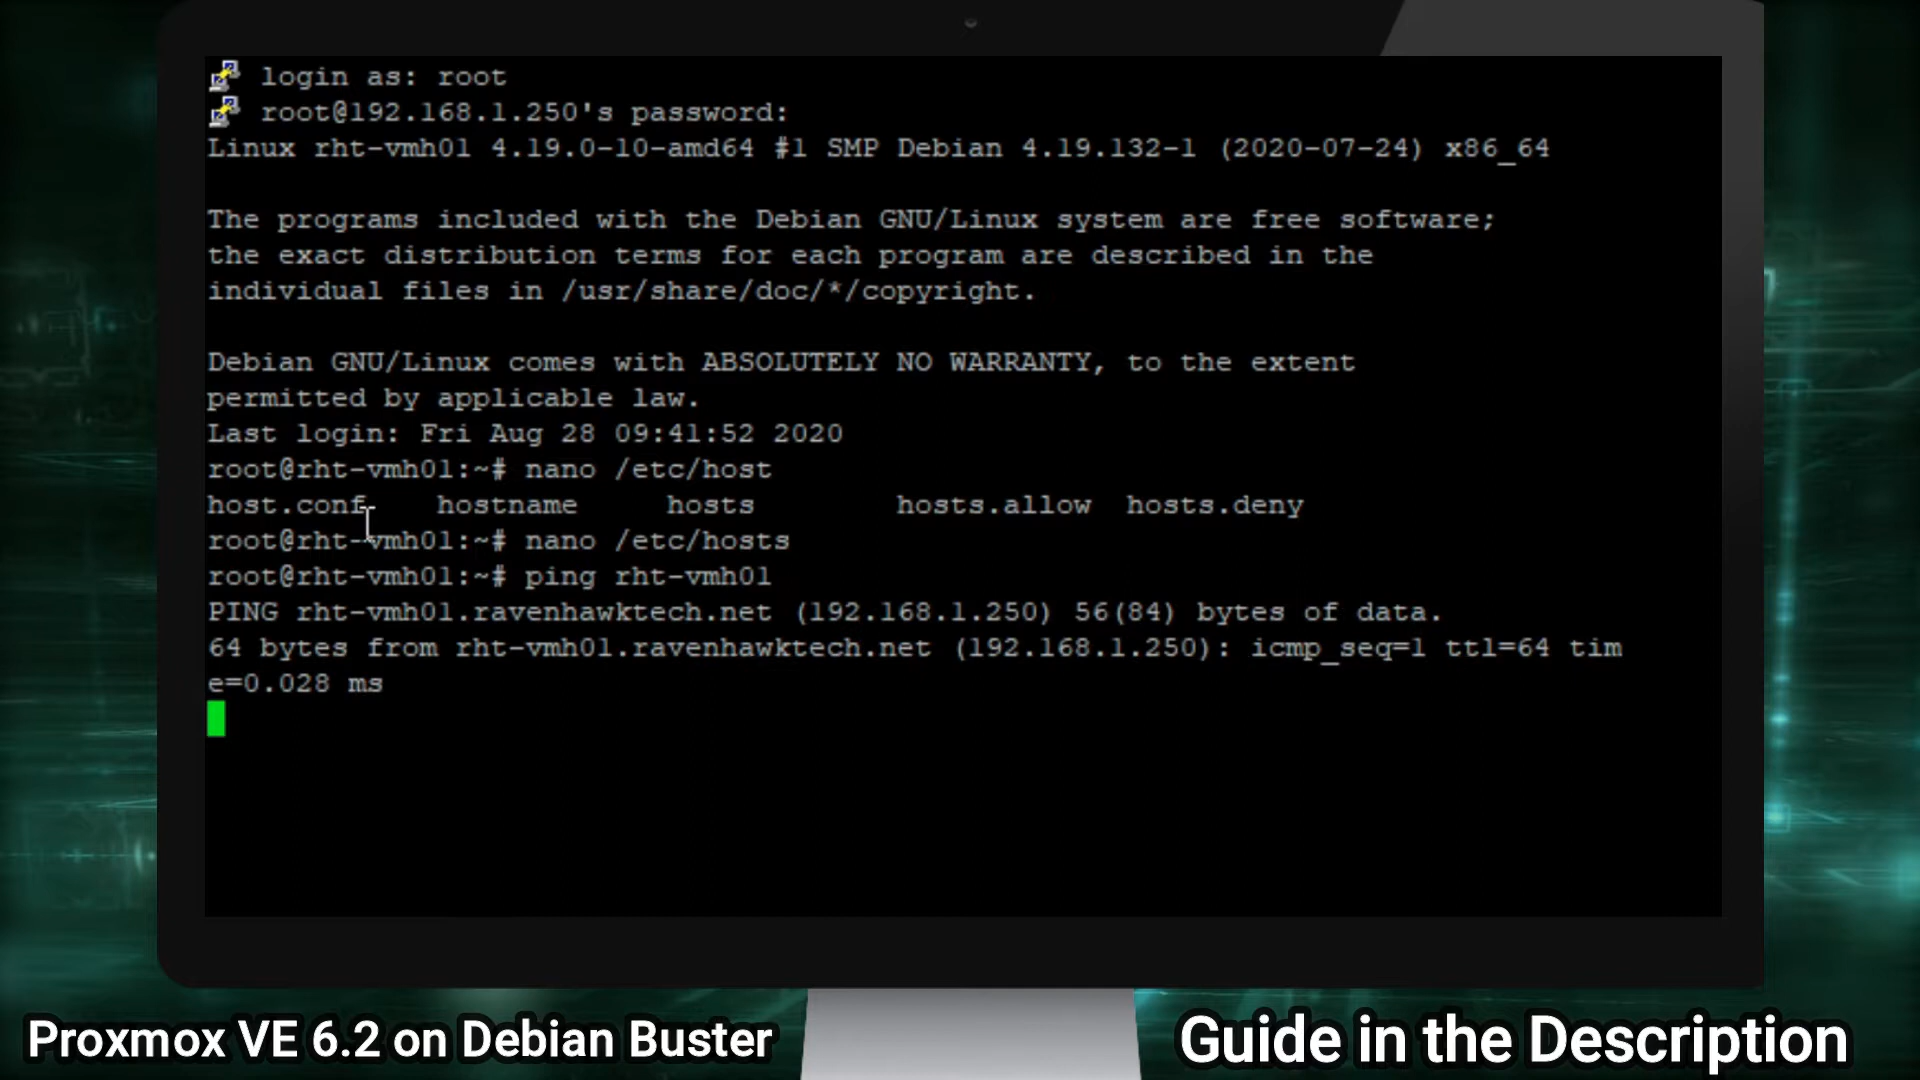 login as: root
root@192.168.1.250's password:
Linux rht-vmh01 4.19.0-10-amd64 #1 SMP Debian 4.19.132-1 (2020-07-24) x86_64
The programs included with the Debian GNU/Linux system are free software;
the exact distribution terms for each program are described in the
individual files in /usr/share/doc/*/copyright.
Debian GNU/Linux comes with ABSOLUTELY NO WARRANTY, to the extent
permitted by applicable law.
Last login: Fri Aug 28 09:41:52 2020
root@rht-vmh01:~# nano /etc/host
host.conf    hostname     hosts        hosts.allow  hosts.deny
root@rht-vmh01:~# nano /etc/hosts
root@rht-vmh01:~# ping rht-vmh01
PING rht-vmh01.ravenhawktech.net (192.168.1.250) 56(84) bytes of data.
64 bytes from rht-vmh01.ravenhawktech.net (192.168.1.250): icmp_seq=1 ttl=64 tim
e=0.028 ms
Proxmox VE 6.2 on Debian Buster
Guide in the Description